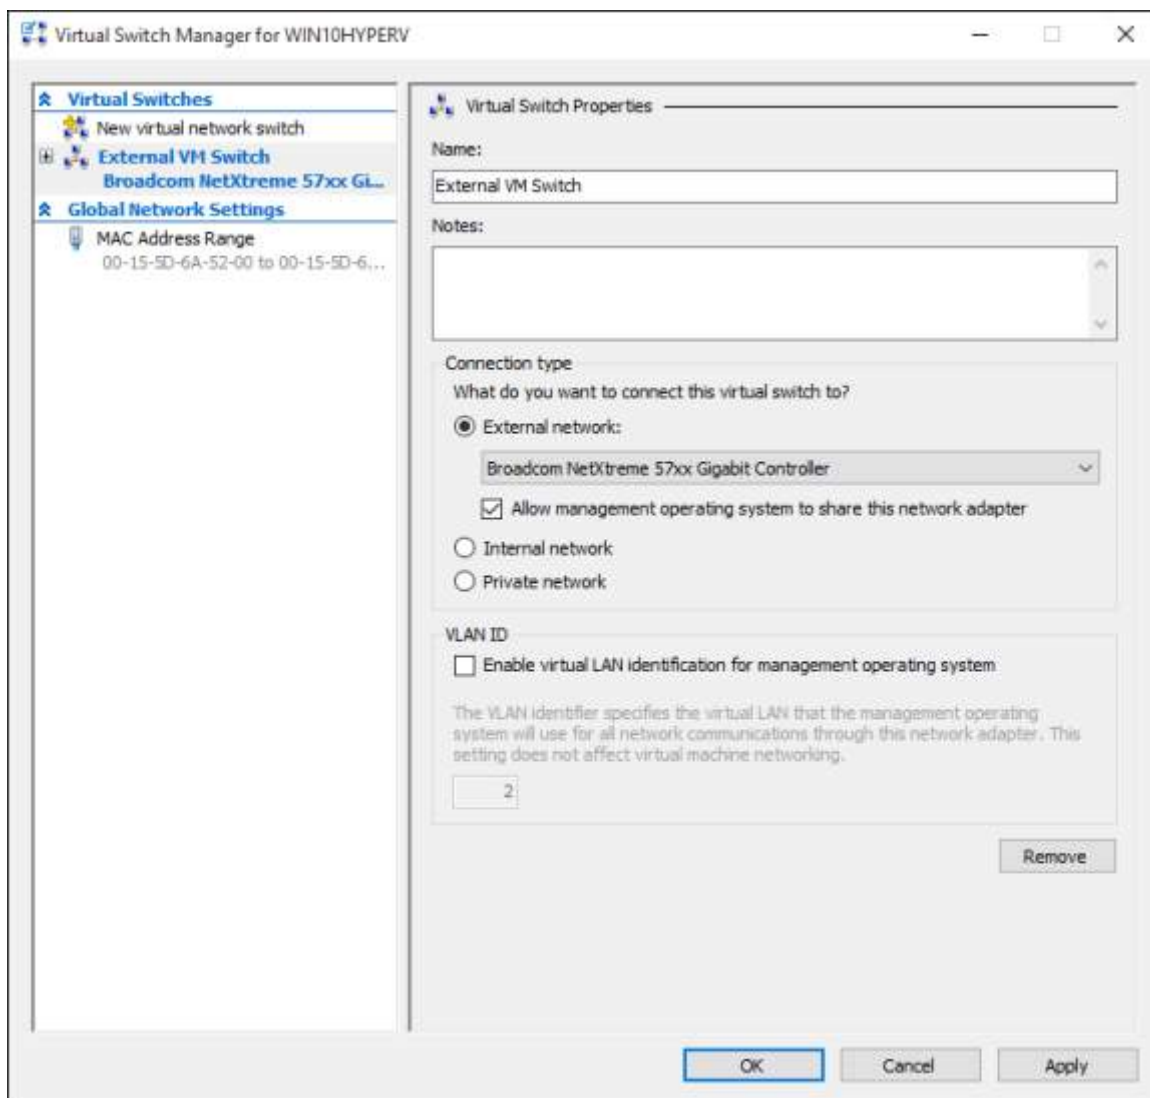 Virtual Switch Manager for WIN10HYPERV
Virtual Switches
New virtual network switch
External VM Switch
Broadcom NetXtreme 57xx Gi...
Global Network Settings
MAC Address Range
00-15-5D-6A-52-00 to 00-15-5D-6...
Virtual Switch Properties
Name:
External VM Switch
Notes:
Connection type
What do you want to connect this virtual switch to?
External network:
Broadcom NetXtreme 57xx Gigabit Controller
Allow management operating system to share this network adapter
Internal network
Private network
VLAN ID
Enable virtual LAN identification for management operating system
The VLAN identifier specifies the virtual LAN that the management operating
system will use for all network communications through this network adapter. This
setting does not affect virtual machine networking.
2
Remove
OK
Cancel
Apply